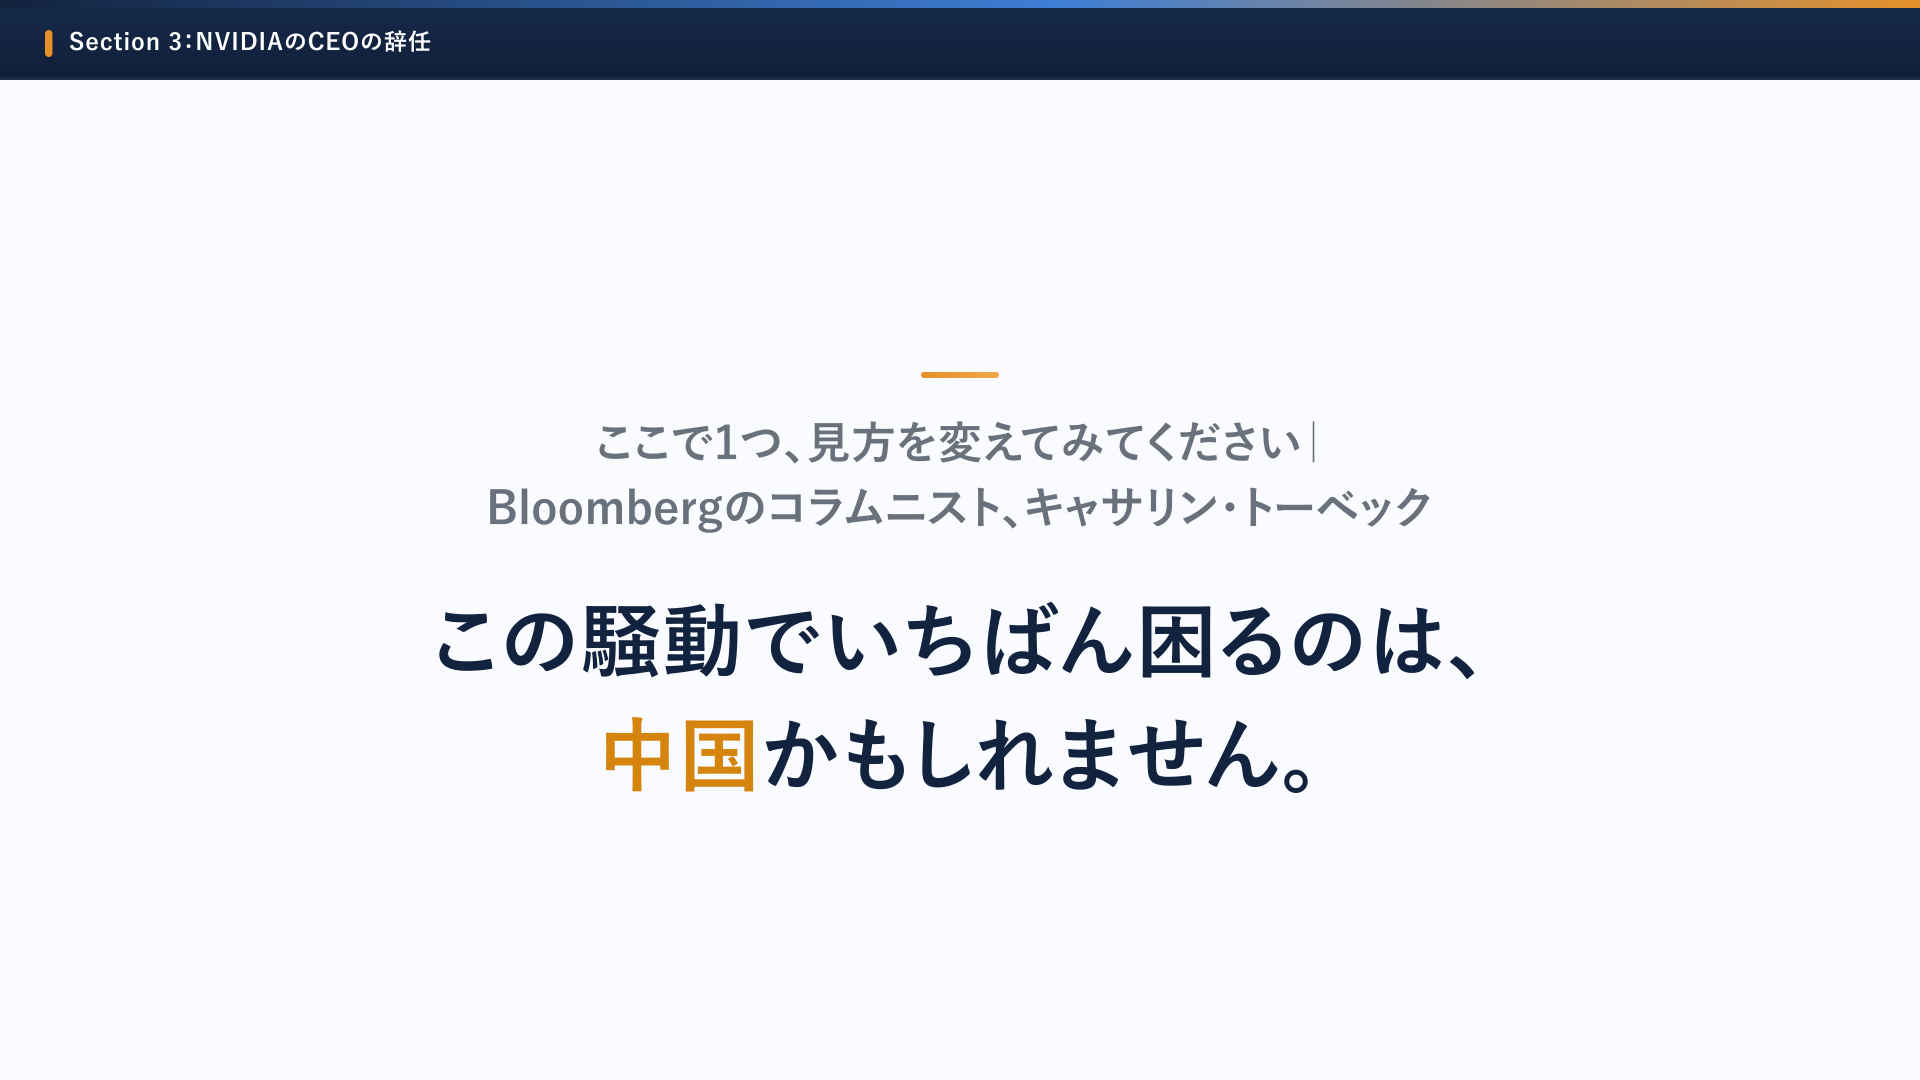 Section 3：NVIDIAのCEOの辞任
ここで1つ、見方を変えてみてください｜
Bloombergのコラムニスト、キャサリン・トーベック
この騒動でいちばん困るのは、
中国かもしれません。